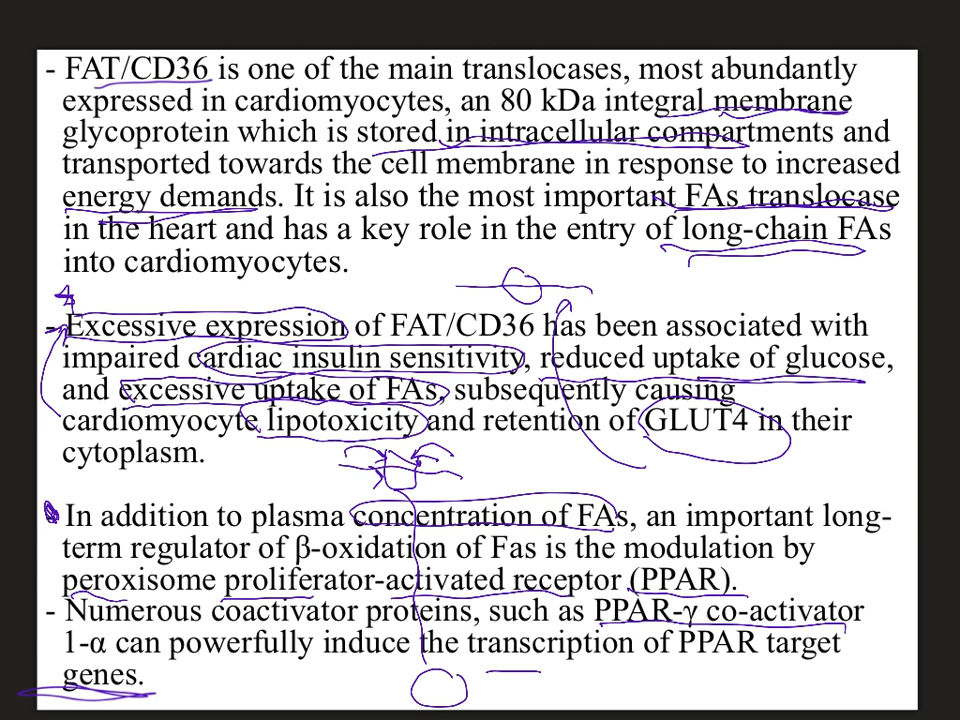 - FAT/CD36 is one of the main translocases, most abundantly
expressed in cardiomyocytes, an 80 kDa integral membrane
glycoprotein which is stored in intracellular compartments and
transported towards the cell membrane in response to increased
energy demands. It is also the most important FAs translocase
in the heart and has a key role in the entry of long-chain FAs
into cardiomyocytes.
- Excessive expression of FAT/CD36 has been associated with
impaired cardiac insulin sensitivity, reduced uptake of glucose,
and excessive uptake of FAs, subsequently causing
cardiomyocyte lipotoxicity and retention of GLUT4 in their
cytoplasm.
In addition to plasma concentration of FAs, an important long-
term regulator of β-oxidation of Fas is the modulation by
peroxisome proliferator-activated receptor (PPAR).
- Numerous coactivator proteins, such as PPAR-γ co-activator
1-α can powerfully induce the transcription of PPAR target
genes.